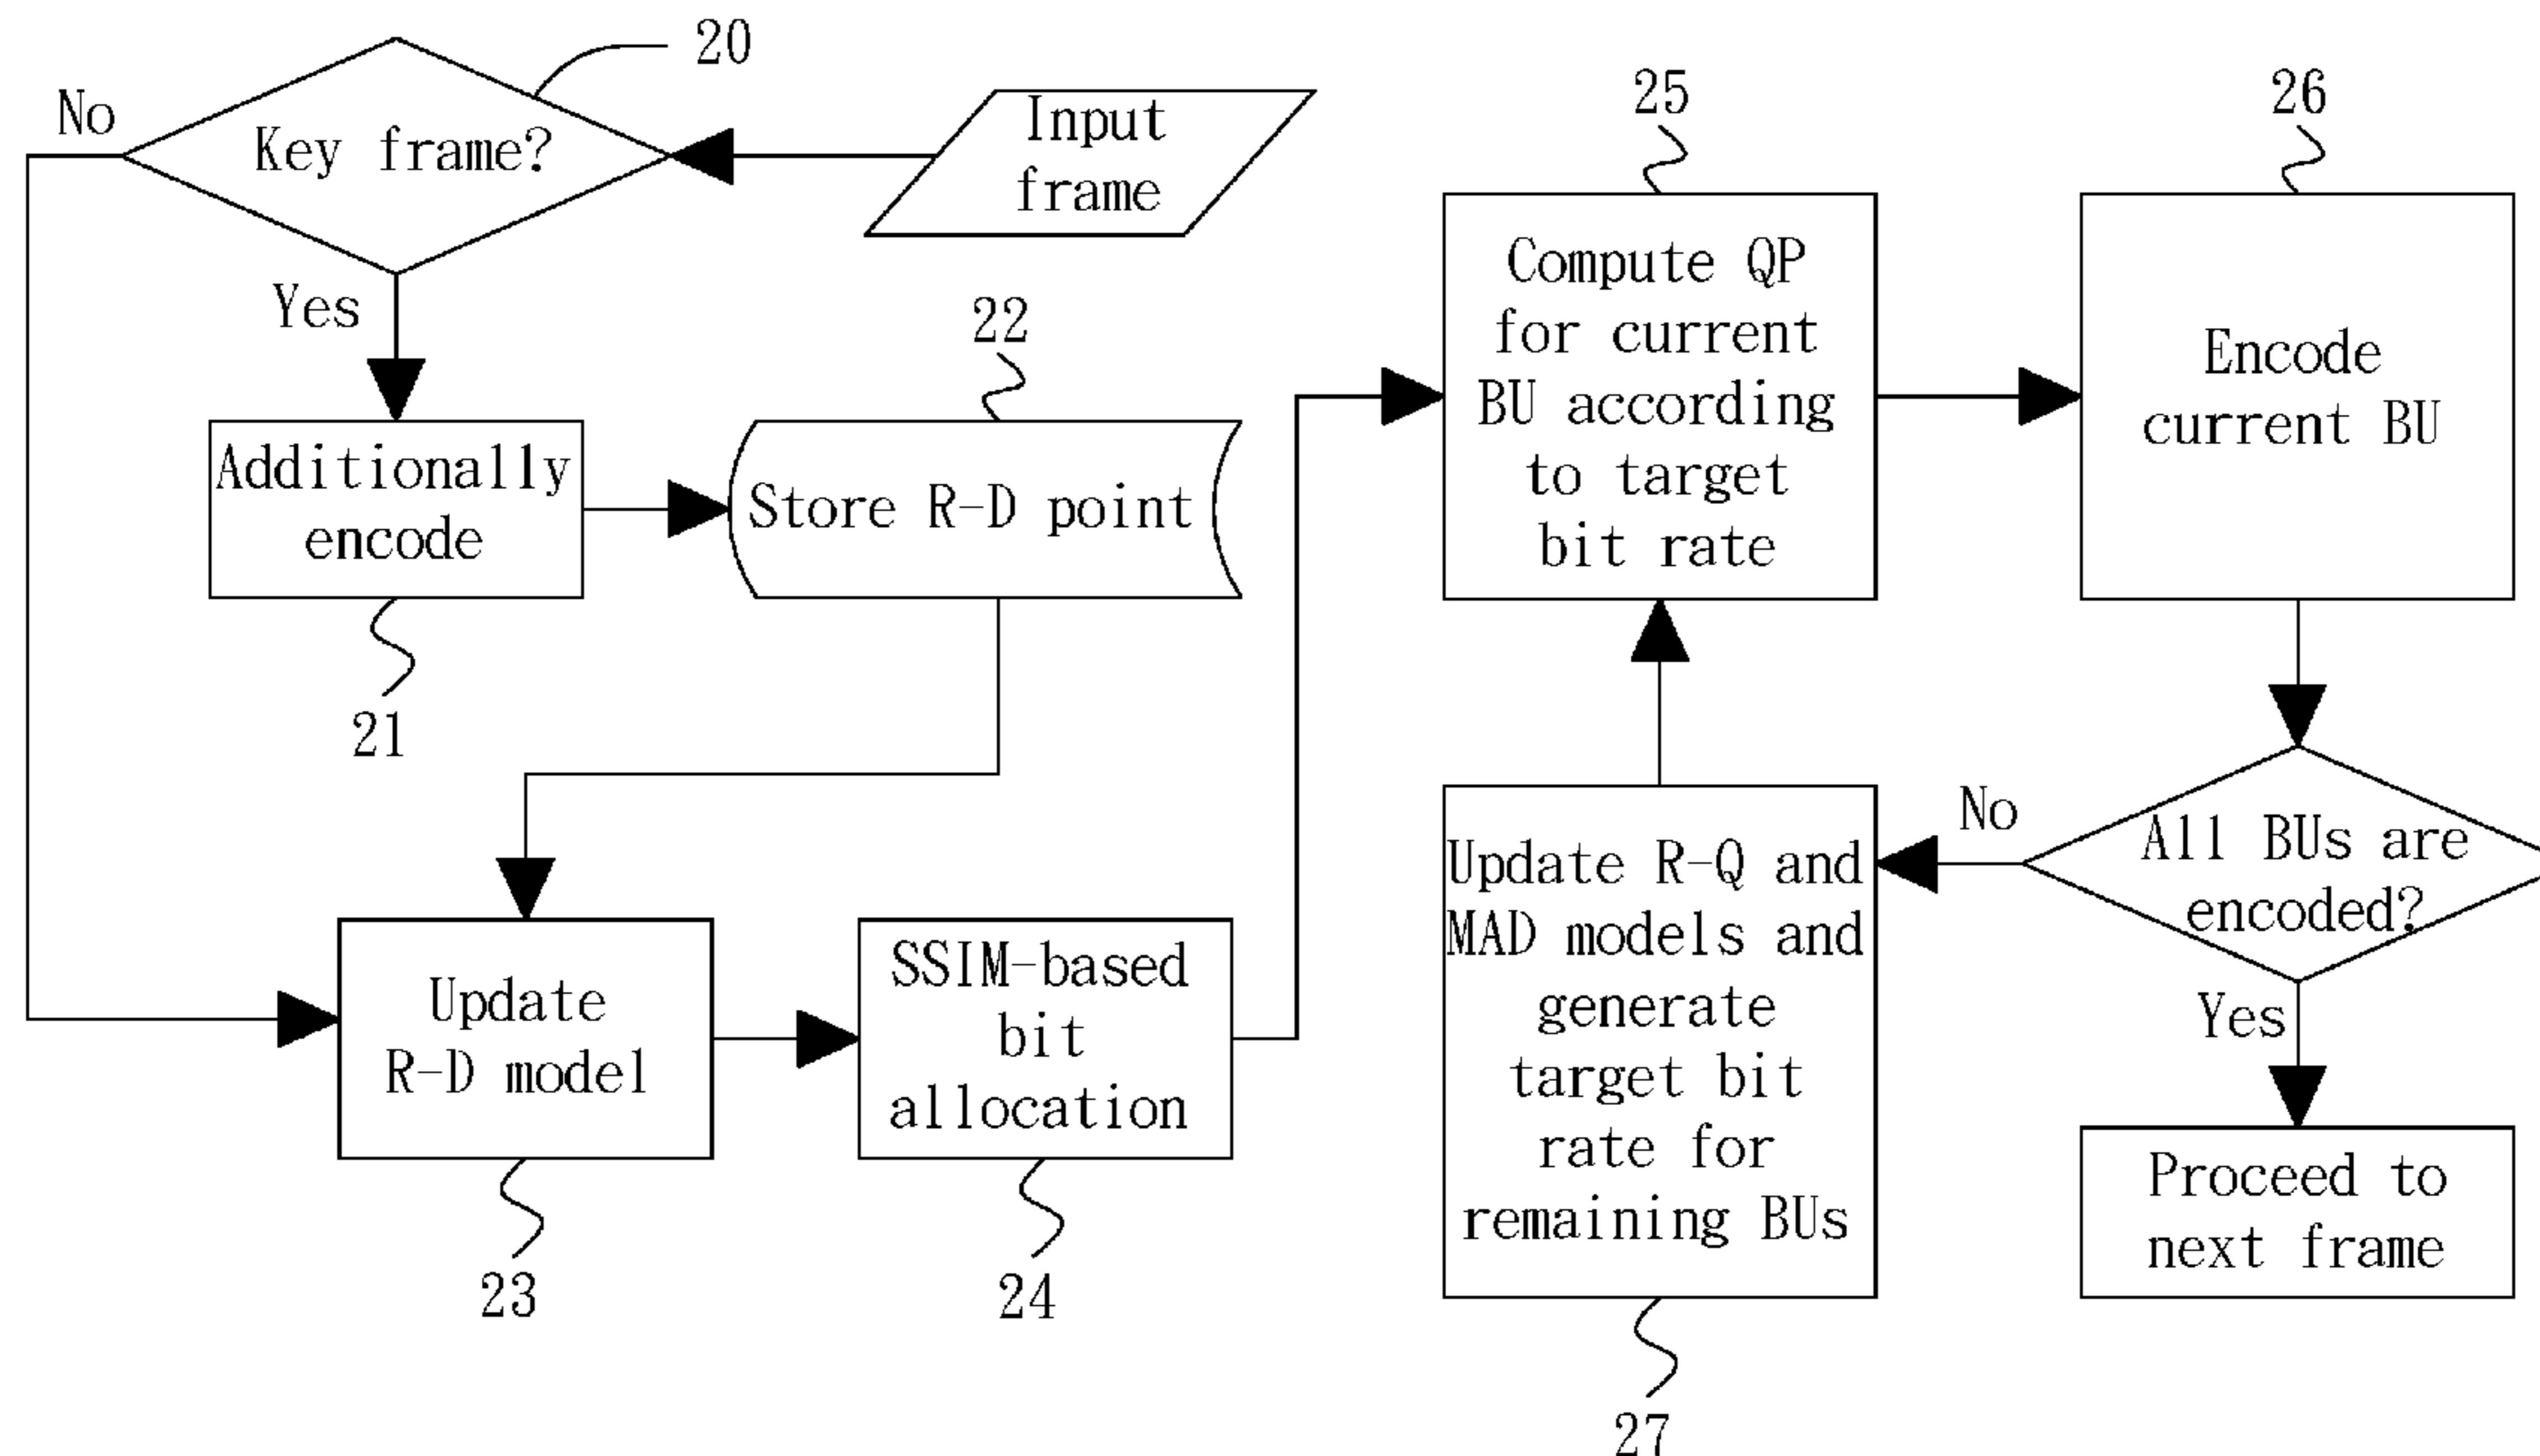 20
No
Key frame?
Input
frame
Yes
Additionally
encode
21
22
Store R-D point
Update
R-D model
23
SSIM-based
bit
allocation
24
25
Compute QP
for current
BU according
to target
bit rate
26
Encode
current BU
All BUs are
encoded?
No
Yes
Update R-Q and
MAD models and
generate
target bit
rate for
remaining BUs
27
Proceed to
next frame